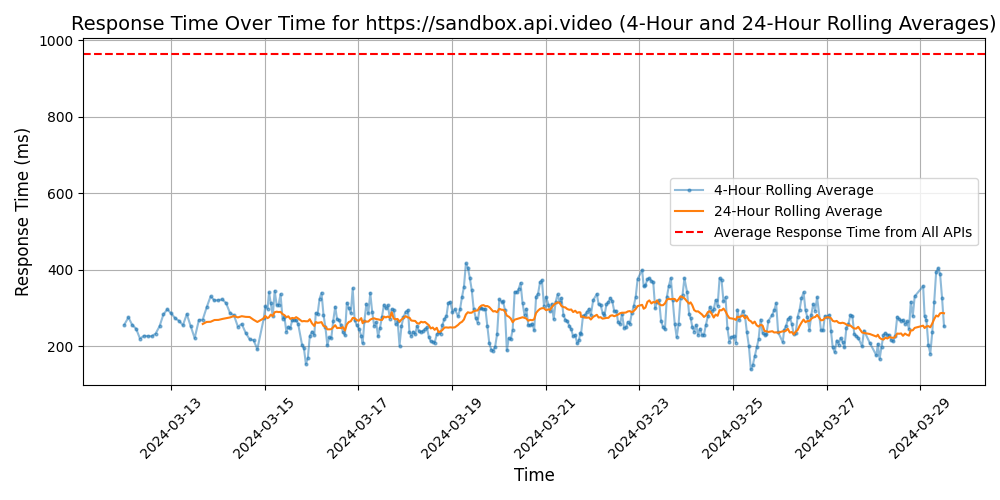 Response Time Over Time for https://sandbox.api.video (4-Hour and 24-Hour Rolling Averages)
Response Time (ms)
1000
800
600
400
200
4-Hour Rolling Average
24-Hour Rolling Average
Average Response Time from All APIs
2024-03-13
2024-03-15
2024-03-17
2024-03-19
2024-03-21
2024-03-23
2024-03-25
2024-03-27
2024-03-29
Time